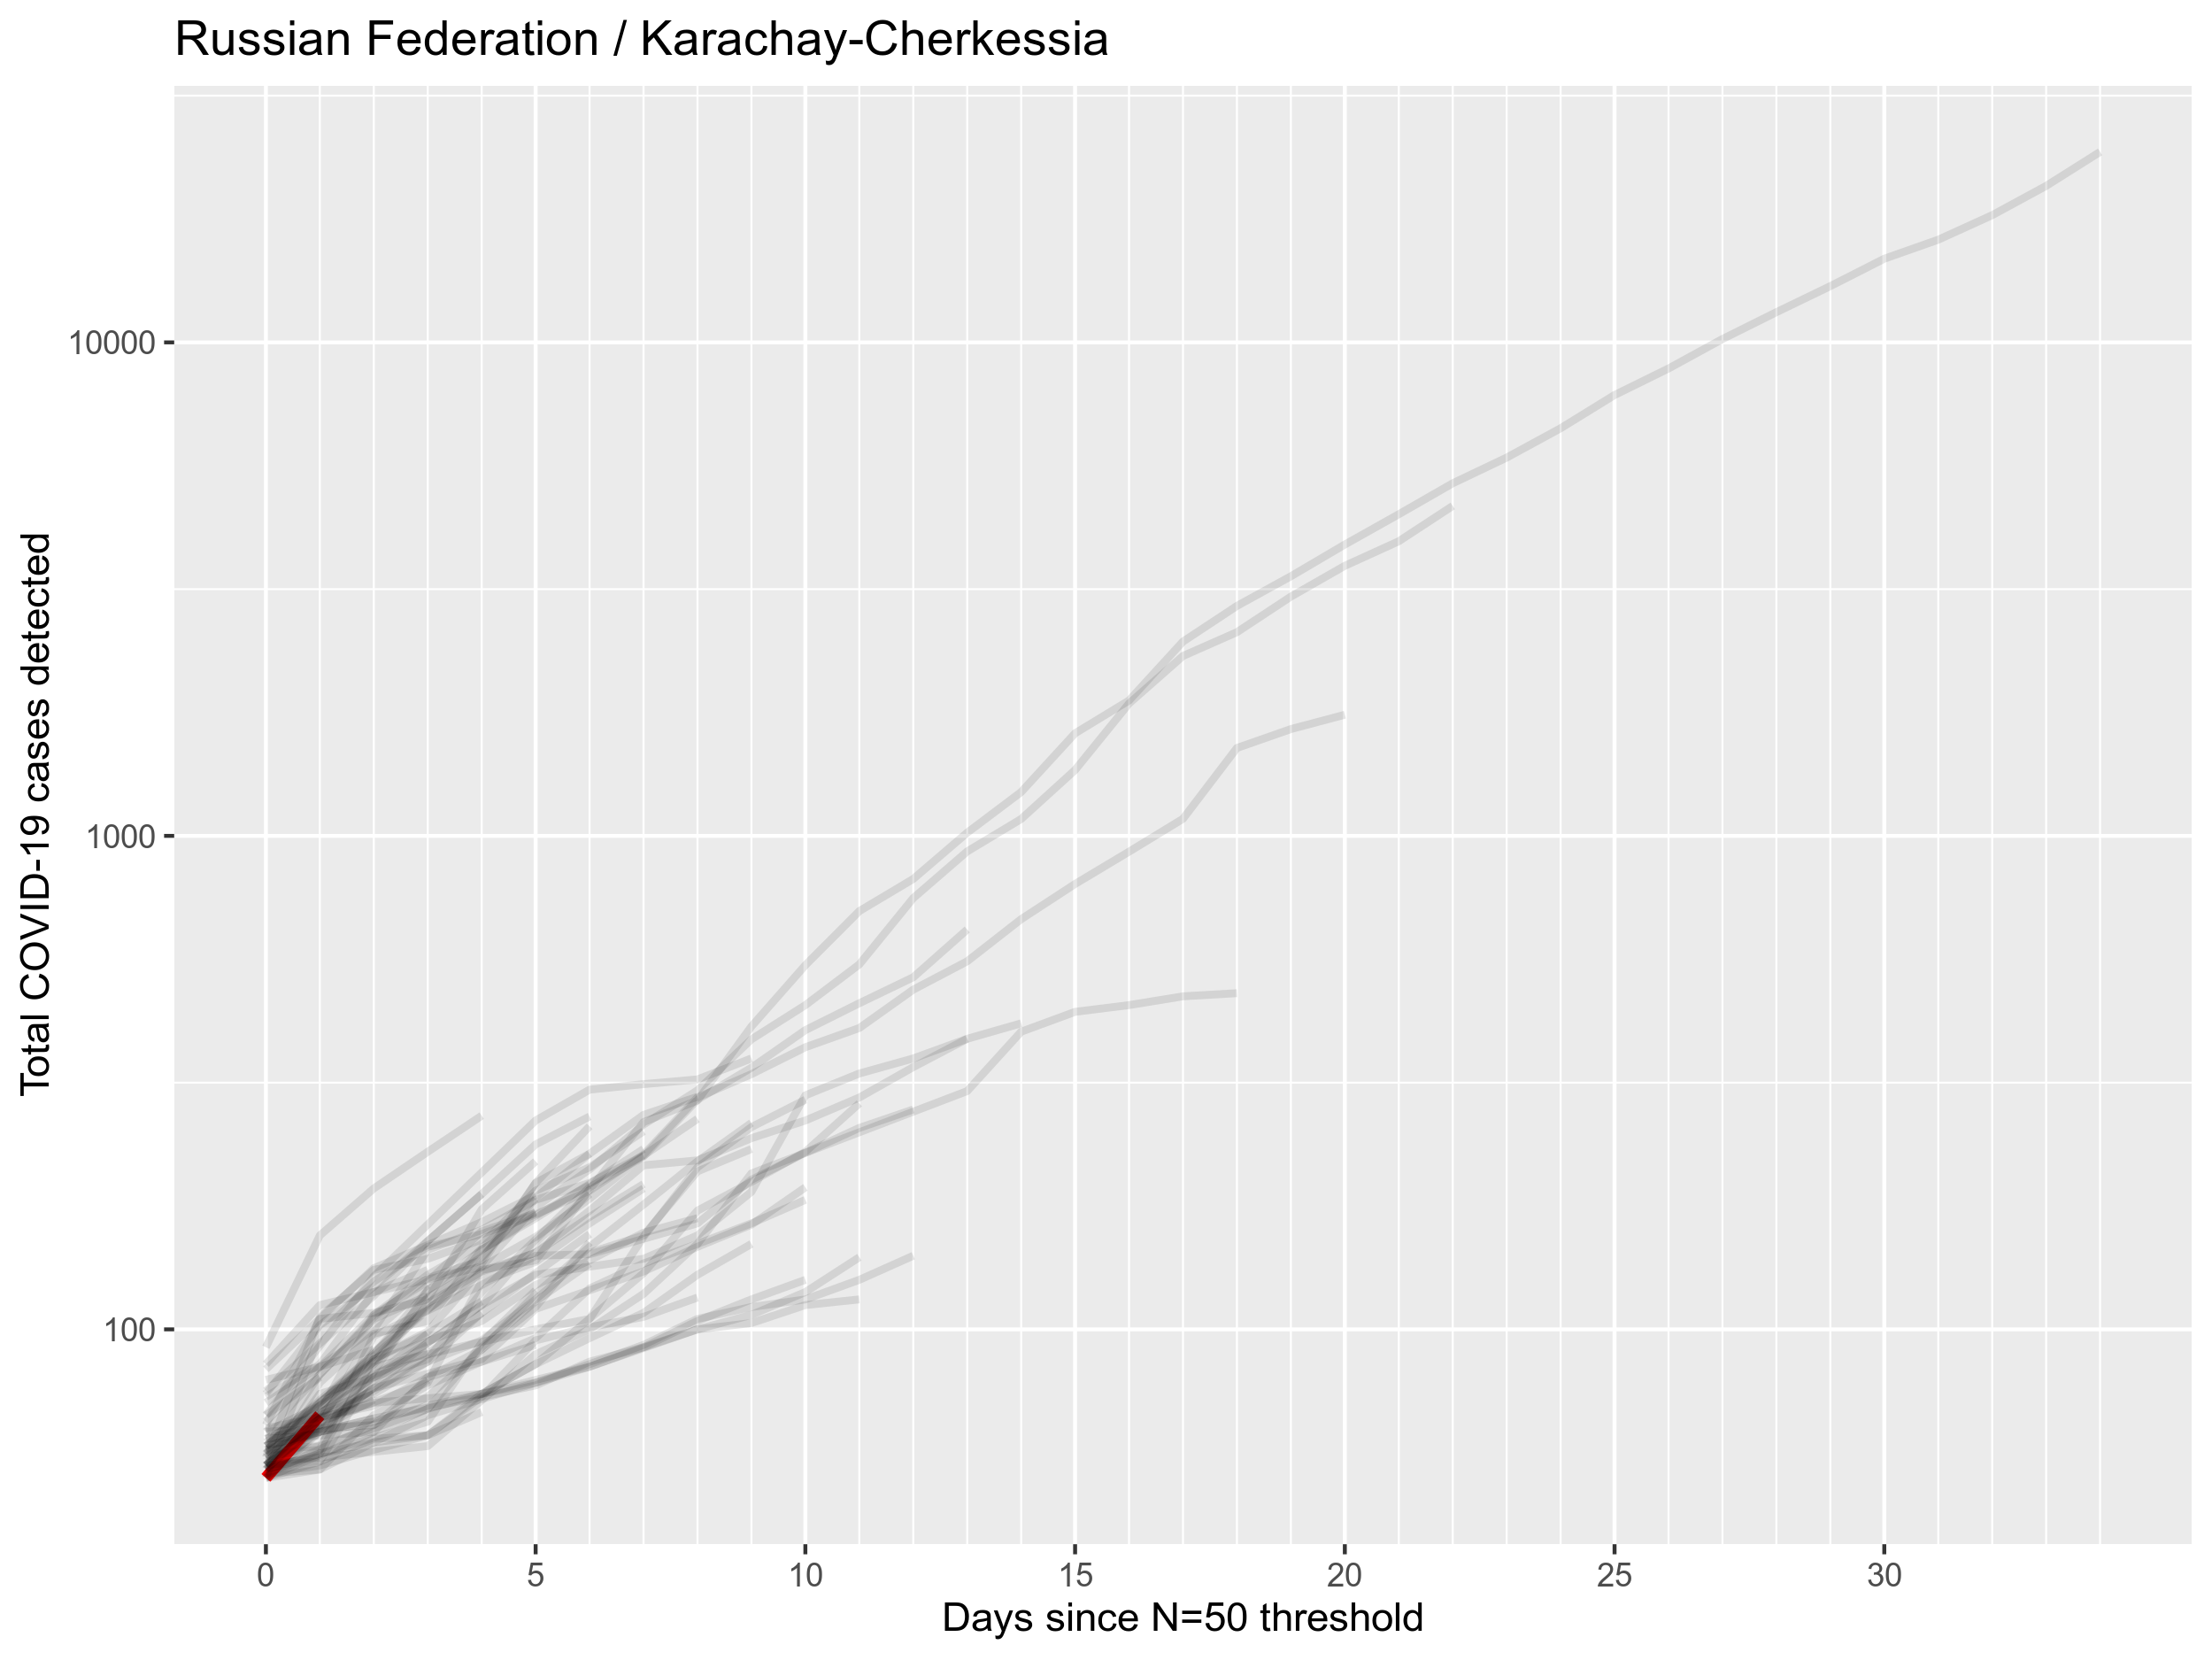 Russian Federation / Karachay-Cherkessia
Total COVID-19 cases detected
10000
1000
100
0 5 10 15 20 25 30
Days since N=50 threshold